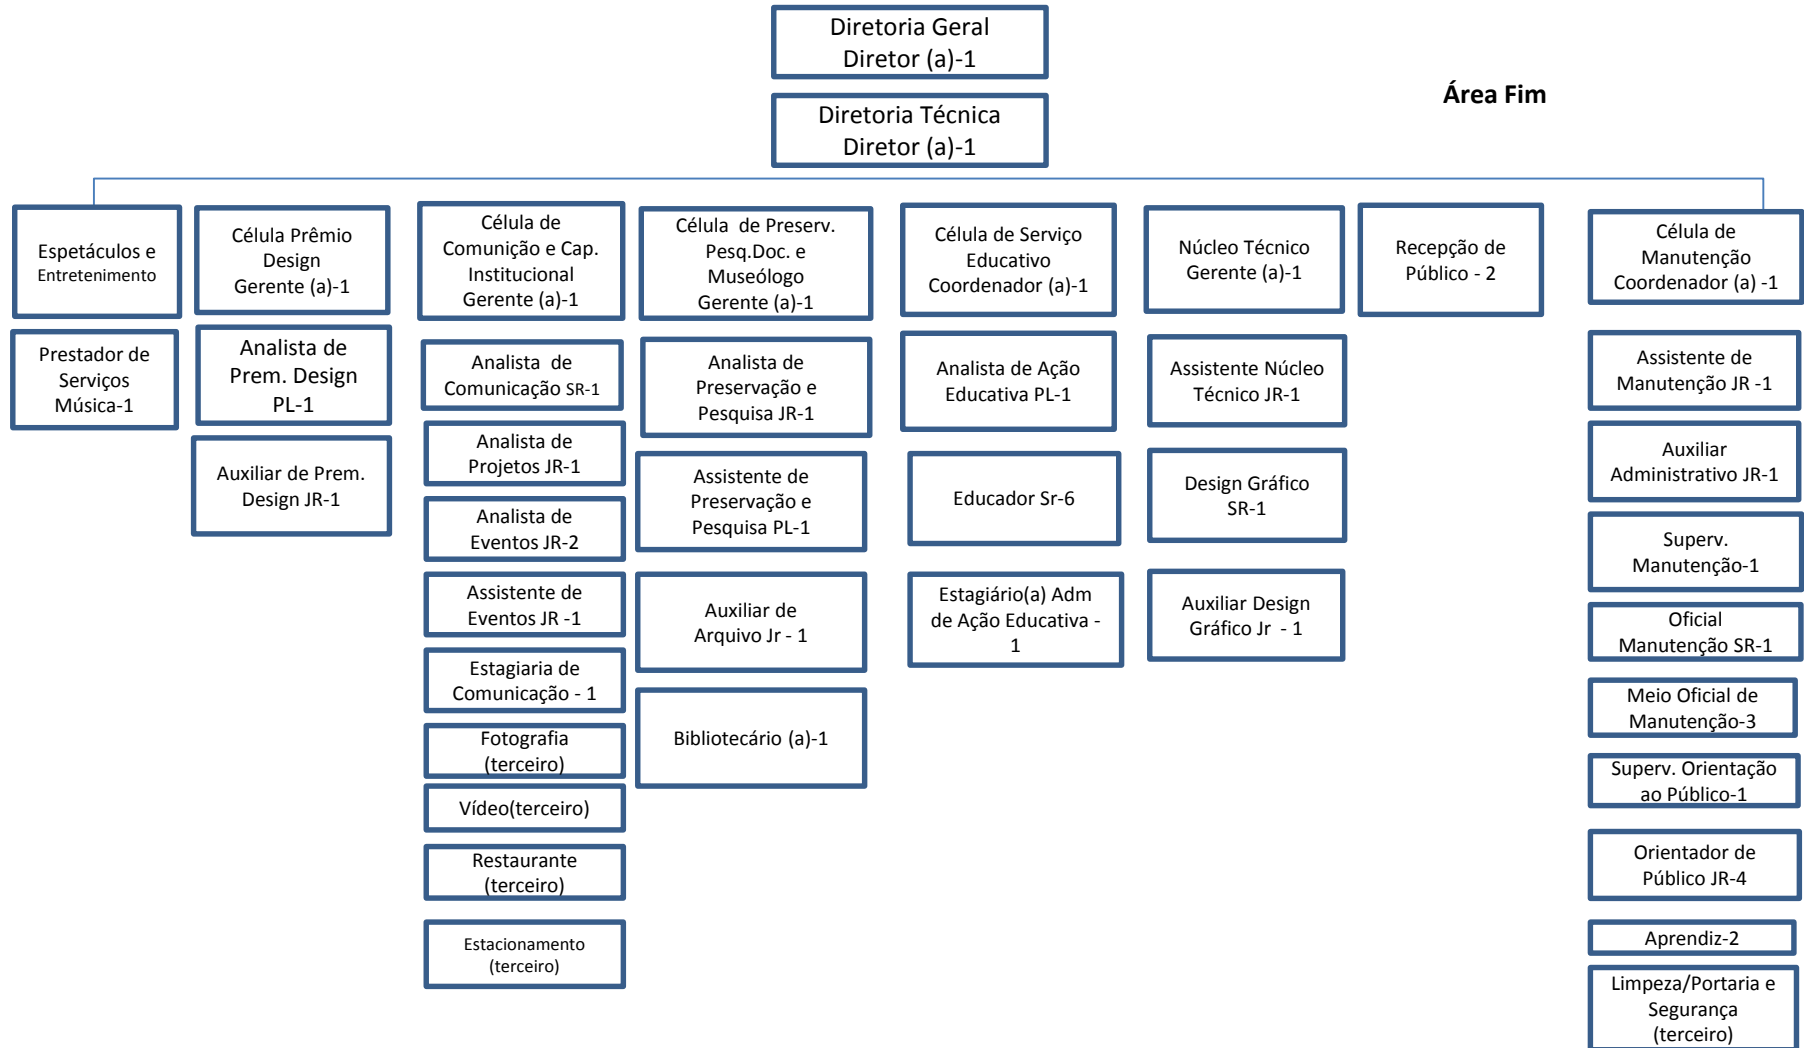 Diretoria Geral
Diretor (a)-1
Área Fim
Diretoria Técnica
Diretor (a)-1
Espetáculos e
Entretenimento
Prestador de
Serviços
Música-1
Célula Prêmio
Design
Gerente (a)-1
Analista de
Prem. Design
PL-1
Auxiliar de Prem.
Design JR-1
Célula de
Comunição e Cap.
Institucional
Gerente (a)-1
Analista de
Comunicação SR-1
Analista de
Projetos JR-1
Analista de
Eventos JR-2
Assistente de
Eventos JR -1
Estagiaria de
Comunicação - 1
Fotografia
(terceiro)
Vídeo(terceiro)
Restaurante
(terceiro)
Estacionamento
(terceiro)
Célula de Preserv.
Pesq.Doc. e
Museólogo
Gerente (a)-1
Analista de
Preservação e
Pesquisa JR-1
Assistente de
Preservação e
Pesquisa PL-1
Auxiliar de
Arquivo Jr - 1
Bibliotecário (a)-1
Célula de Serviço
Educativo
Coordenador (a)-1
Analista de Ação
Educativa PL-1
Educador Sr-6
Estagiário(a) Adm
de Ação Educativa -
1
Núcleo Técnico
Gerente (a)-1
Assistente Núcleo
Técnico JR-1
Design Gráfico
SR-1
Auxiliar Design
Gráfico Jr - 1
Recepção de
Público - 2
Célula de
Manutenção
Coordenador (a) -1
Assistente de
Manutenção JR -1
Auxiliar
Administrativo JR-1
Superv.
Manutenção-1
Oficial
Manutenção SR-1
Meio Oficial de
Manutenção-3
Superv. Orientação
ao Público-1
Orientador de
Público JR-4
Aprendiz-2
Limpeza/Portaria e
Segurança
(terceiro)